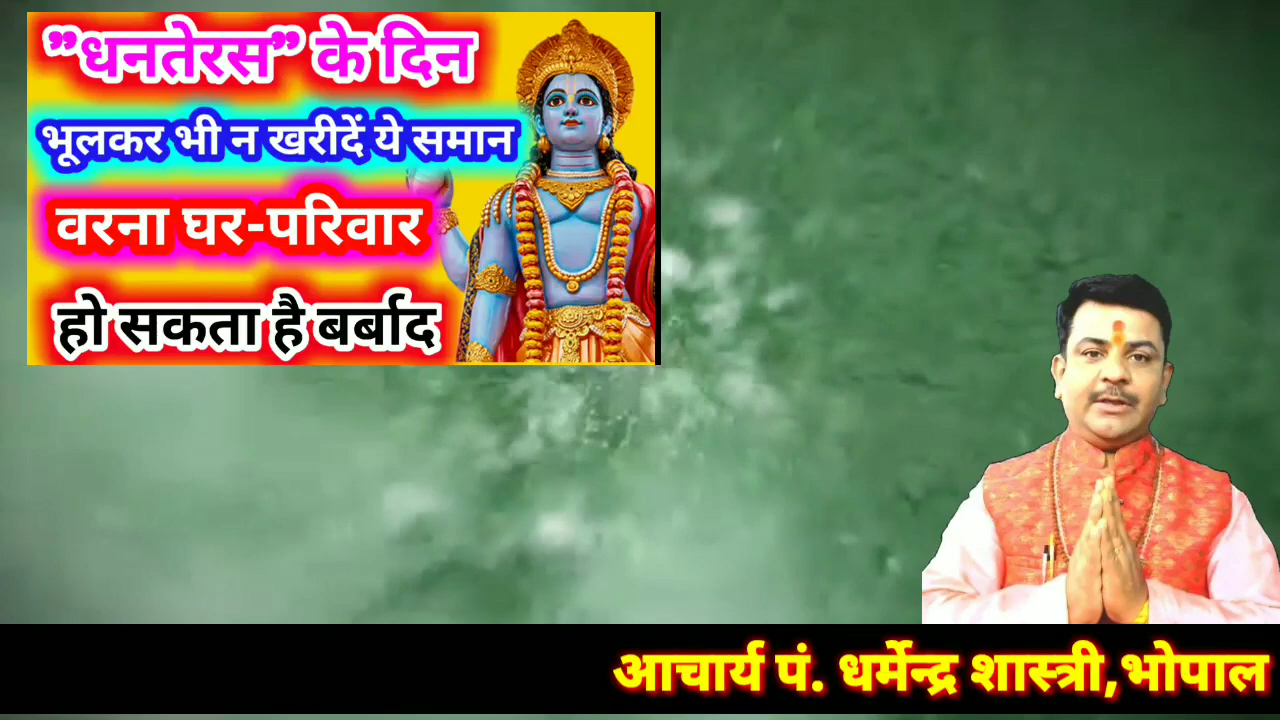 ”धनतेरस” के दिन
भूलकर भी न खरीदें ये समान
वरना घर-परिवार
हो सकता है बर्बाद
आचार्य पं. धर्मेन्द्र शास्त्री,भोपाल